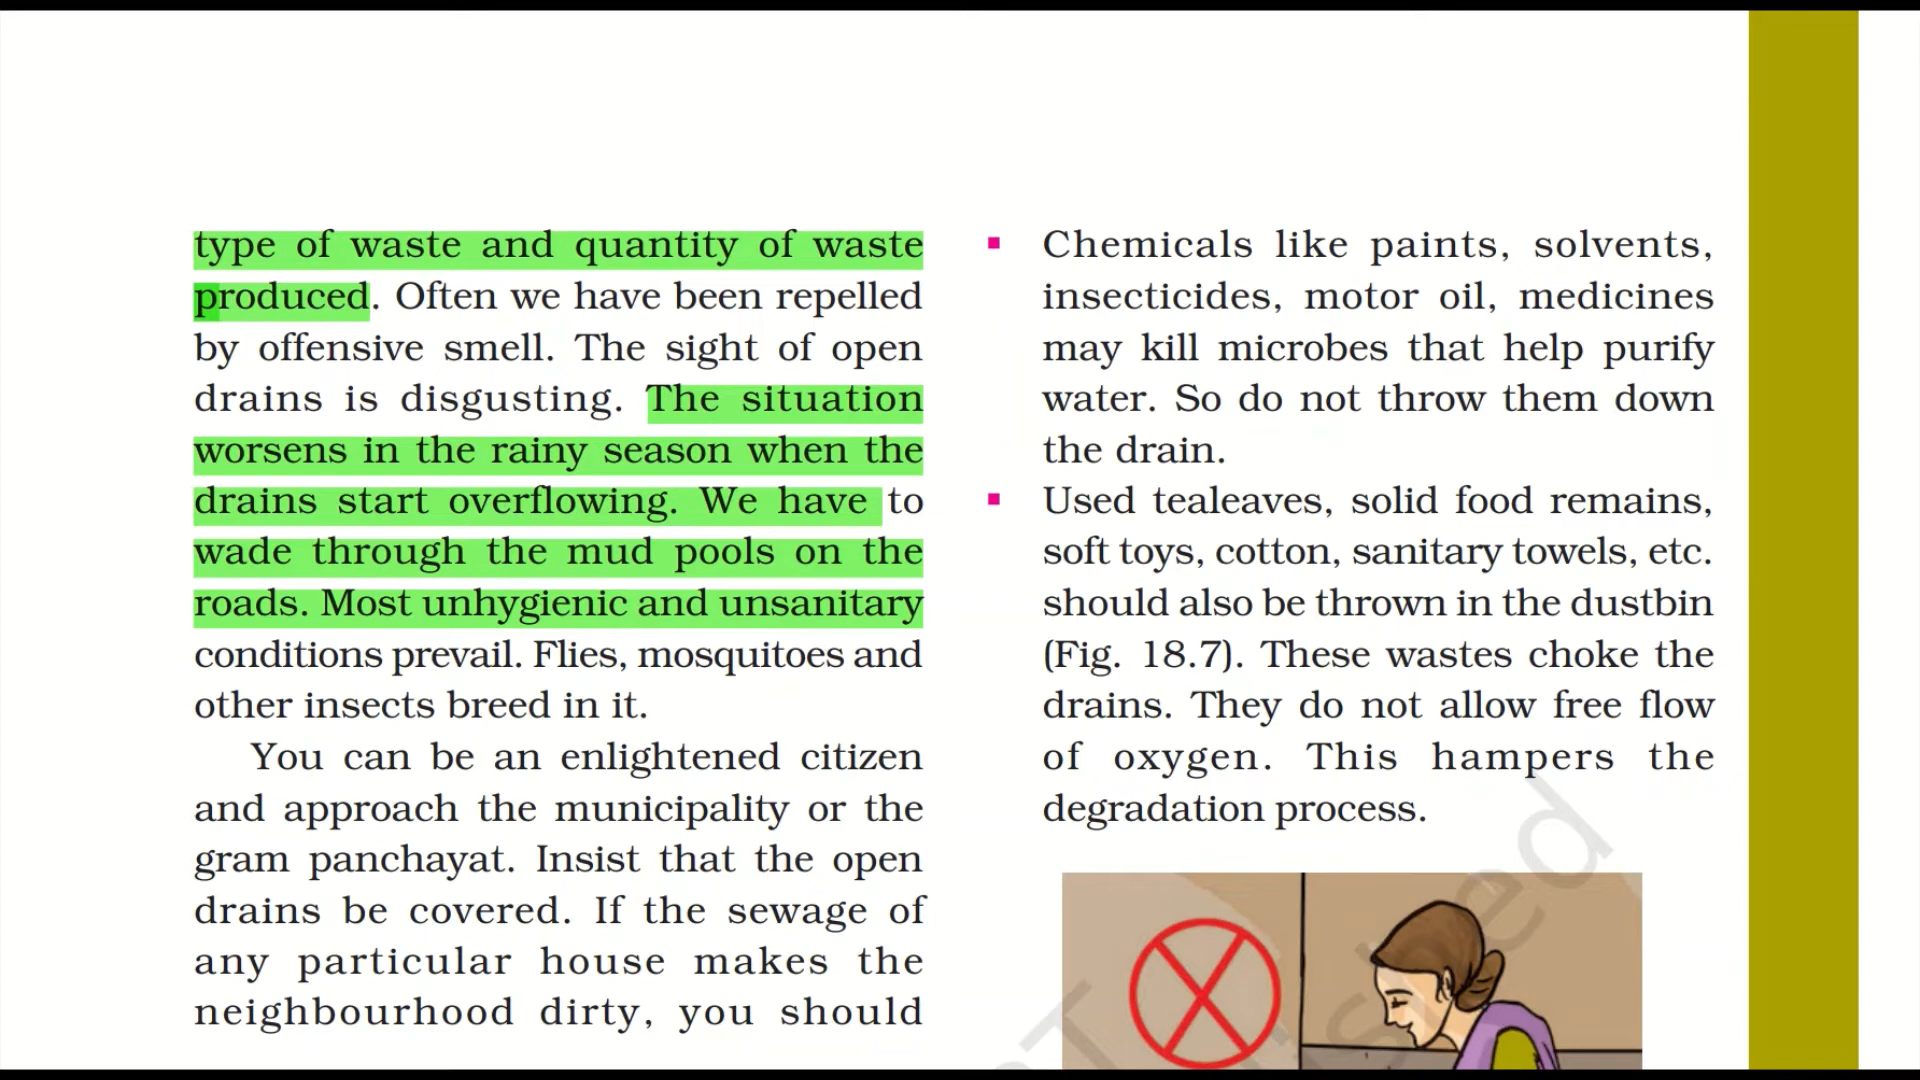 type of waste and quantity of waste
produced. Often we have been repelled
by offensive smell. The sight of open
drains is disgusting. The situation
worsens in the rainy season when the
drains start overflowing. We have to
wade through the mud pools on the
roads. Most unhygienic and unsanitary
conditions prevail. Flies, mosquitoes and
other insects breed in it.
You can be an enlightened citizen
and approach the municipality or the
gram panchayat. Insist that the open
drains be covered. If the sewage of
any particular house makes the
neighbourhood dirty, you should
▪ Chemicals like paints, solvents,
insecticides, motor oil, medicines
may kill microbes that help purify
water. So do not throw them down
the drain.
▪ Used tealeaves, solid food remains,
soft toys, cotton, sanitary towels, etc.
should also be thrown in the dustbin
(Fig. 18.7). These wastes choke the
drains. They do not allow free flow
of oxygen. This hampers the
degradation process.